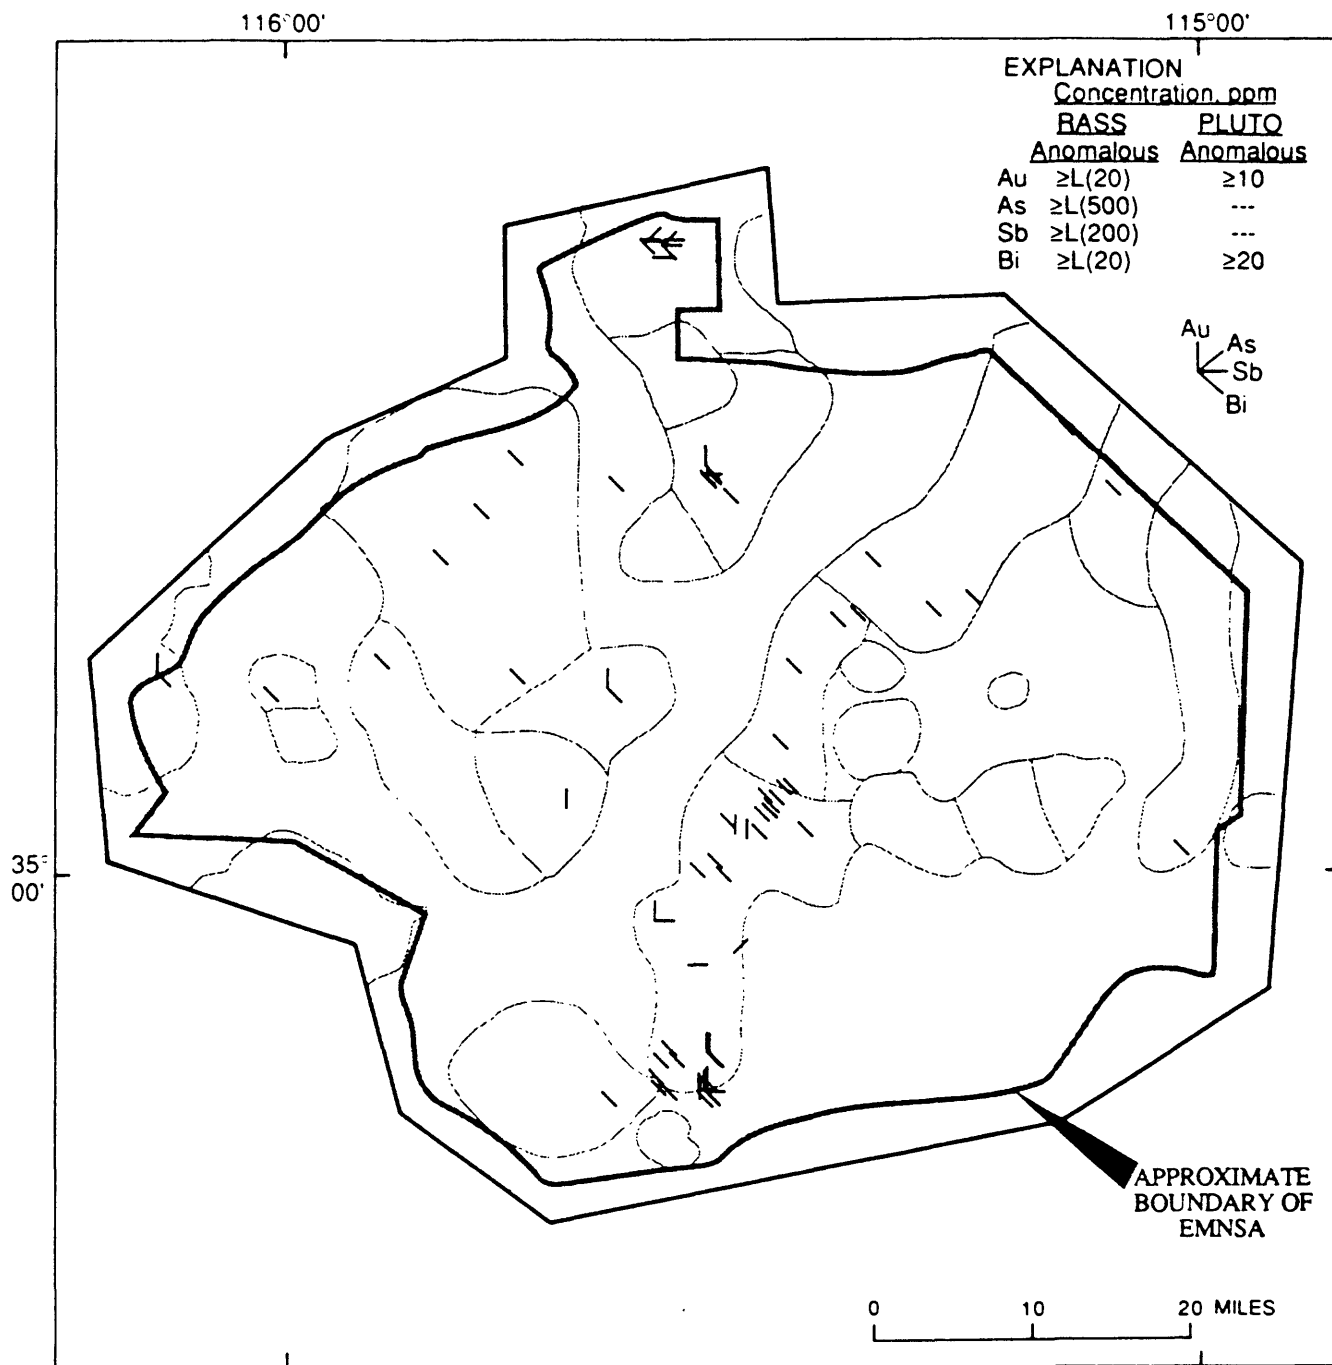 116°00'
115°00'
EXPLANATION
Concentration, ppm
RASS PLUTO
Anomalous Anomalous
Au ≥L(20) ≥10
As ≥L(500) ---
Sb ≥L(200) ---
Bi ≥L(20) ≥20
Au
As
Sb
Bi
35°
00'
APPROXIMATE
BOUNDARY OF
EMNSA
0 10 20 MILES